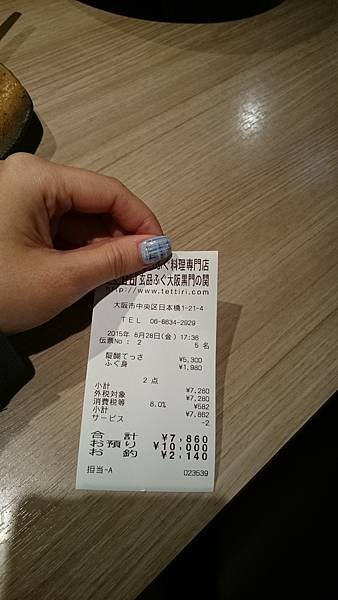 ふぐ料理専門店
玄品ふぐ大阪黒門の関
http://www.tettiri.com
大阪市中央区日本橋1-21-4
TEL 06-6634-2929
2015年 8月28日(金) 17:36
伝票No: 2 5 名
醍醐てっさ ¥5,300
ふぐ身 ¥1,980
2 点
小計 ¥7,280
外税対象 ¥7,280
消費税等 8.0% ¥582
小計 ¥7,862
サービス -2
合 計 ¥7,860
お預り ¥10,000
お 釣 ¥2,140
担当-A 023539